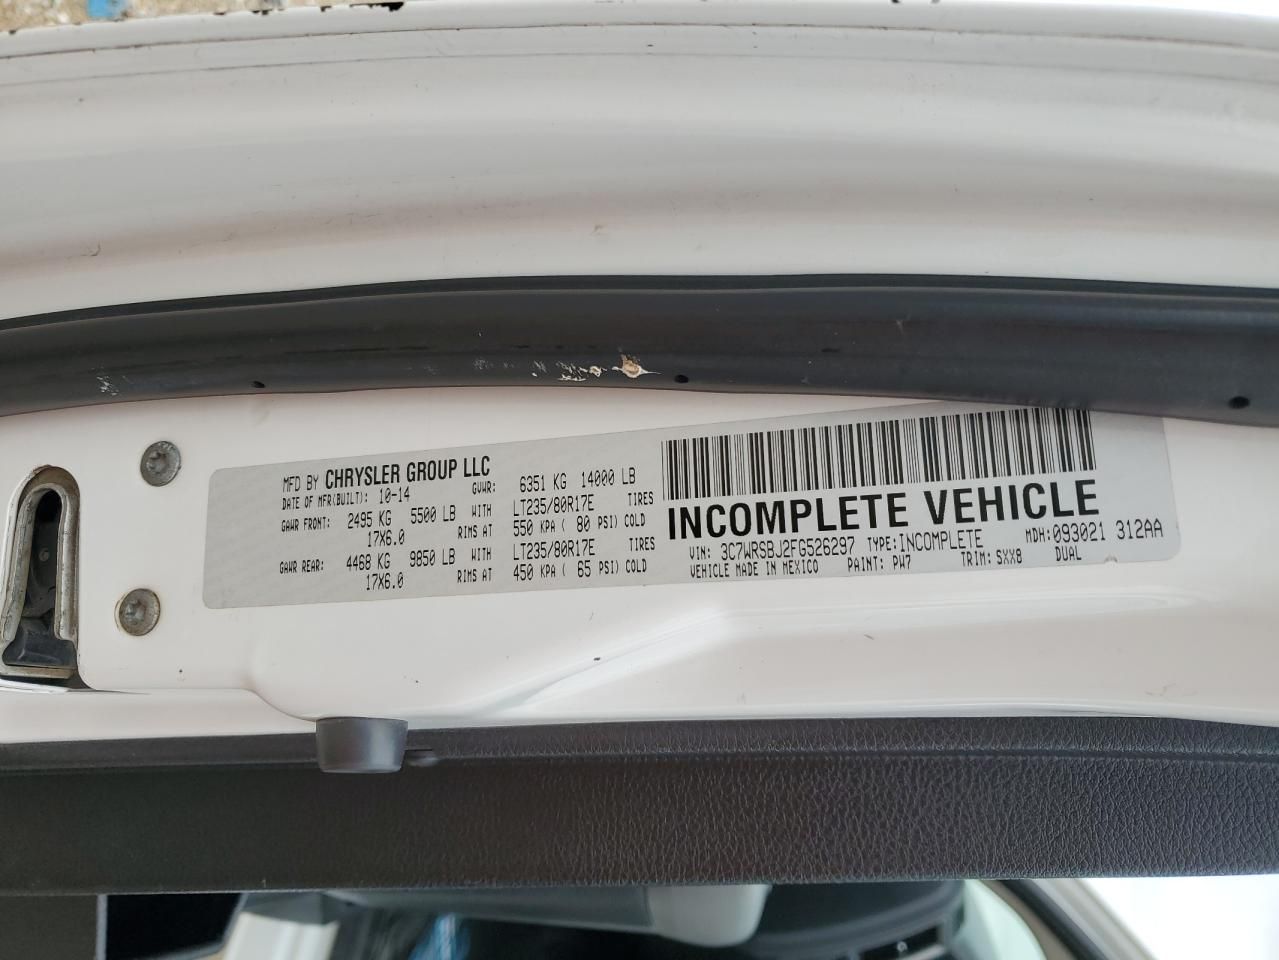 MFD BY CHRYSLER GROUP LLC
DATE OF MFR(BUILT): 10-14 GVWR: 6351 KG 14000 LB
GAWR FRONT: 2495 KG 5500 LB WITH LT235/80R17E TIRES
17X6.0 RIMS AT 550 KPA ( 80 PSI) COLD
GAWR REAR: 4468 KG 9850 LB WITH LT235/80R17E TIRES
17X6.0 RIMS AT 450 KPA ( 65 PSI) COLD
INCOMPLETE VEHICLE
VIN: 3C7WRSBJ2FG526297 TYPE: INCOMPLETE MDH: 093021 312AA
VEHICLE MADE IN MEXICO PAINT: PW7 TRIM: SXX8 DUAL